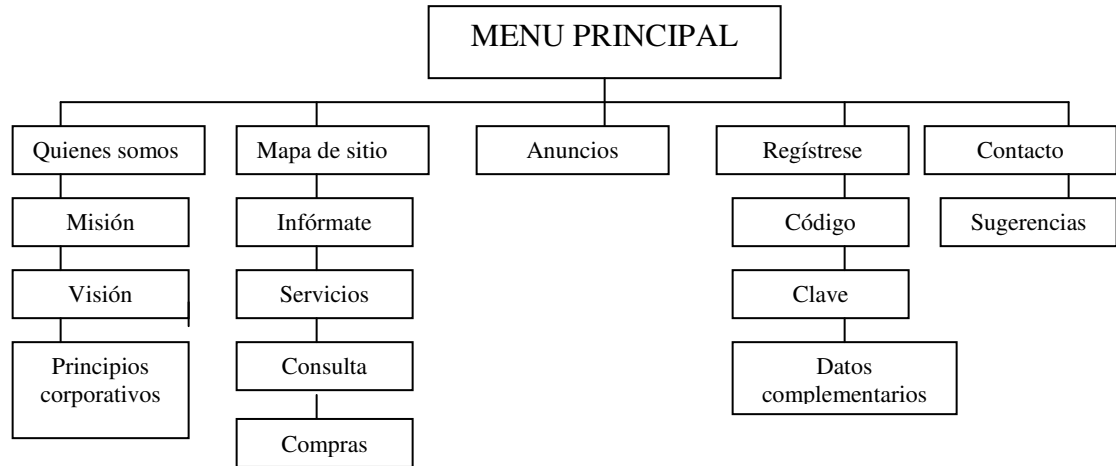 MENU PRINCIPAL
Quienes somos
Mapa de sitio
Anuncios
Regístrese
Contacto
Misión
Infórmate
Código
Sugerencias
Visión
Servicios
Clave
Principios
corporativos
Consulta
Datos
complementarios
Compras